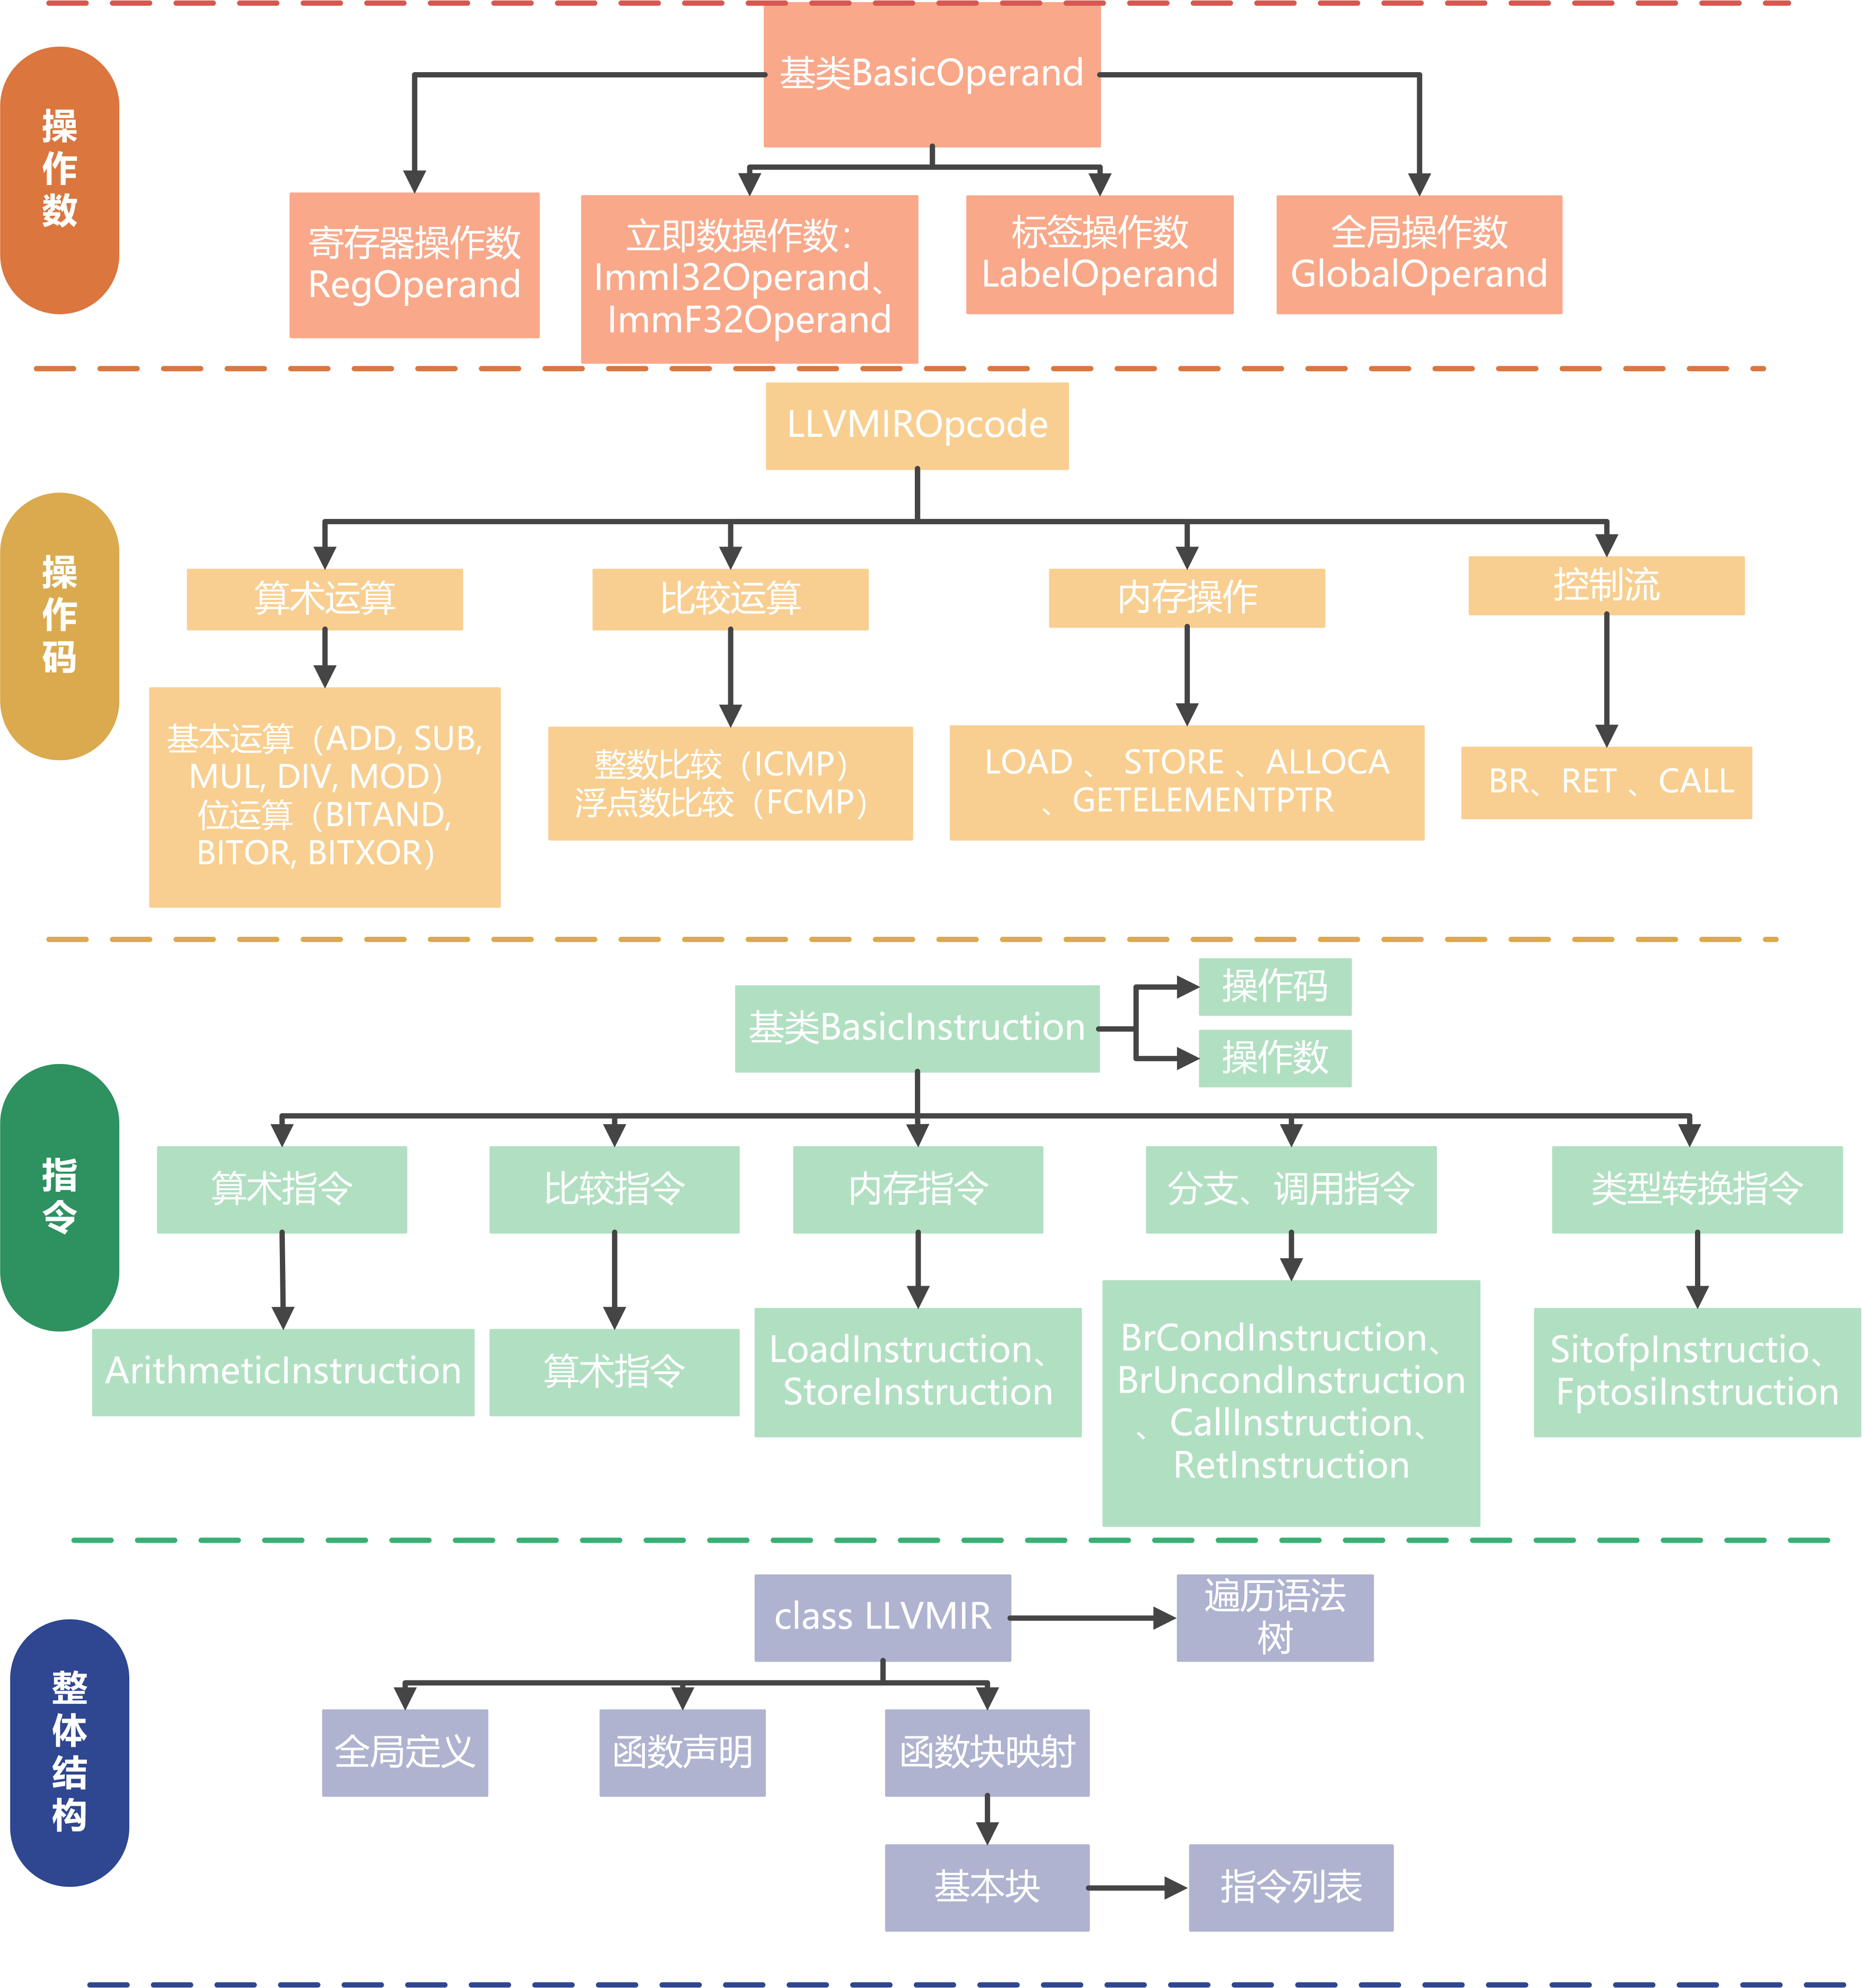 操
作
数
基类BasicOperand
寄存器操作数
RegOperand
立即数操作数：
ImmI32Operand、
ImmF32Operand
标签操作数
LabelOperand
全局操作数
GlobalOperand
操
作
码
LLVMIROpcode
算术运算
比较运算
内存操作
控制流
基本运算（ADD, SUB,
MUL, DIV, MOD）
位运算（BITAND,
BITOR, BITXOR）
整数比较（ICMP）
浮点数比较（FCMP）
LOAD 、 STORE 、ALLOCA
、GETELEMENTPTR
BR、RET 、CALL
指
令
基类BasicInstruction
操作码
操作数
算术指令
比较指令
内存指令
分支、调用指令
类型转换指令
ArithmeticInstruction
算术指令
LoadInstruction、
StoreInstruction
BrCondInstruction、
BrUncondInstruction
、CallInstruction、
RetInstruction
SitofpInstructio、
FptosiInstruction
整
体
结
构
class LLVMIR
遍历语法
树
全局定义
函数声明
函数块映射
基本块
指令列表